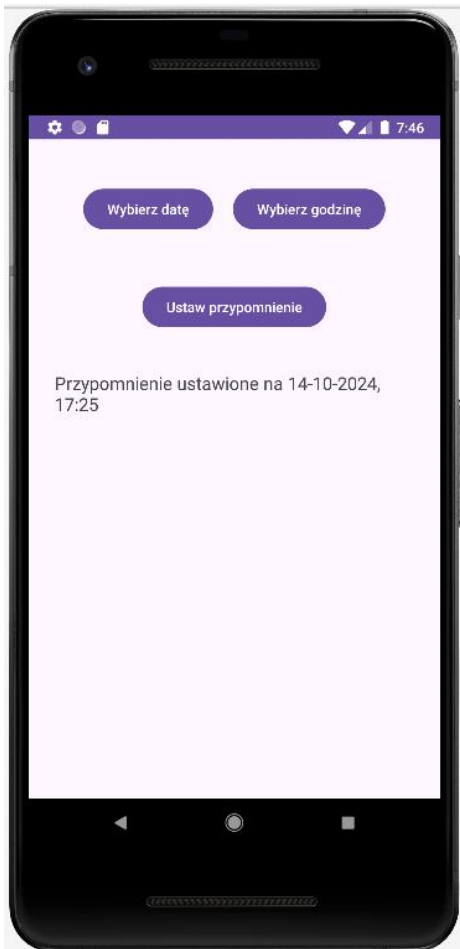 7:46
Wybierz datę Wybierz godzinę
Ustaw przypomnienie
Przypomnienie ustawione na 14-10-2024,
17:25